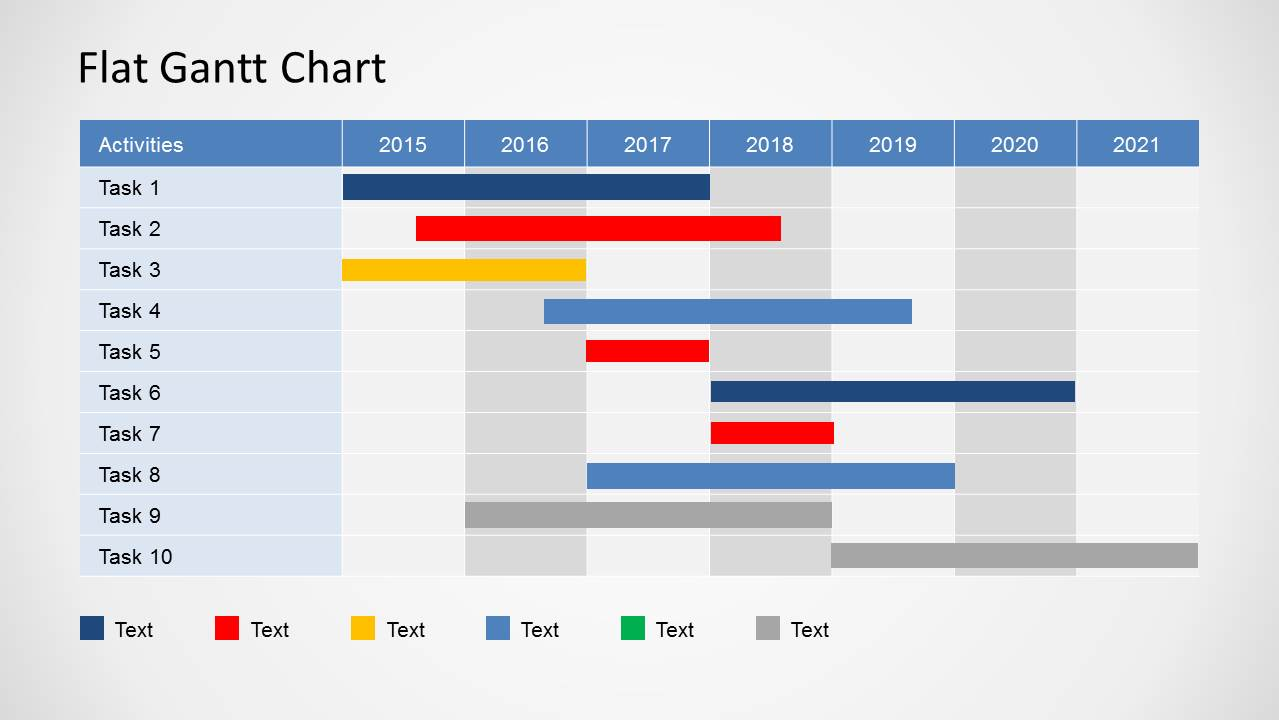 Flat Gantt Chart
Activities 2015 2016 2017 2018 2019 2020 2021
Task 1
Task 2
Task 3
Task 4
Task 5
Task 6
Task 7
Task 8
Task 9
Task 10
Text Text Text Text Text Text